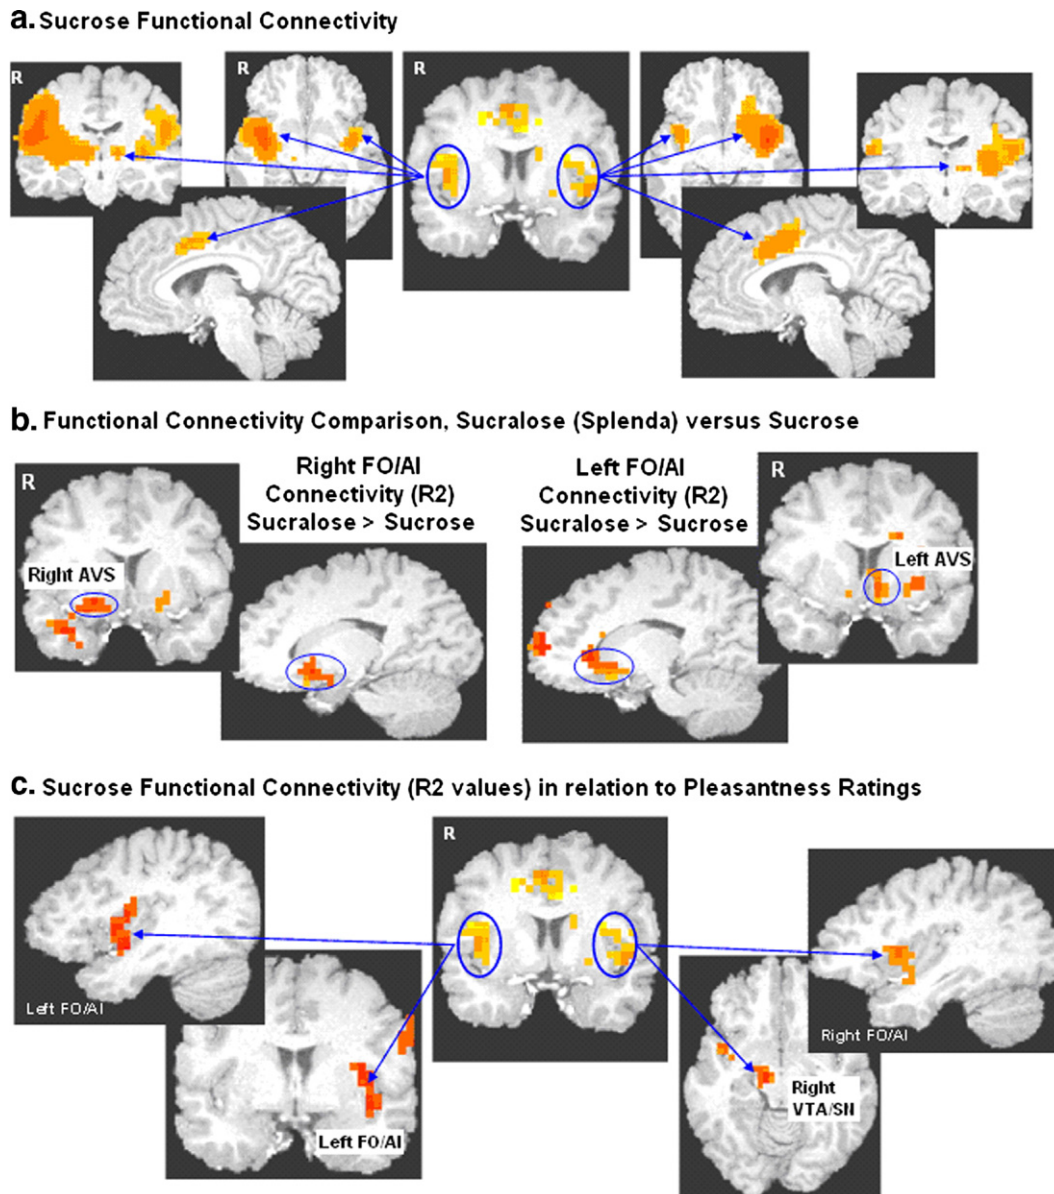 a. Sucrose Functional Connectivity
R
R
R
R
b. Functional Connectivity Comparison, Sucralose (Splenda) versus Sucrose
R
Right AVS
Right FO/AI
Connectivity (R2)
Sucralose > Sucrose
Left FO/AI
Connectivity (R2)
Sucralose > Sucrose
R
Left AVS
c. Sucrose Functional Connectivity (R2 values) in relation to Pleasantness Ratings
R
Left FO/AI
Left FO/AI
Right
VTA/SN
Right FO/AI